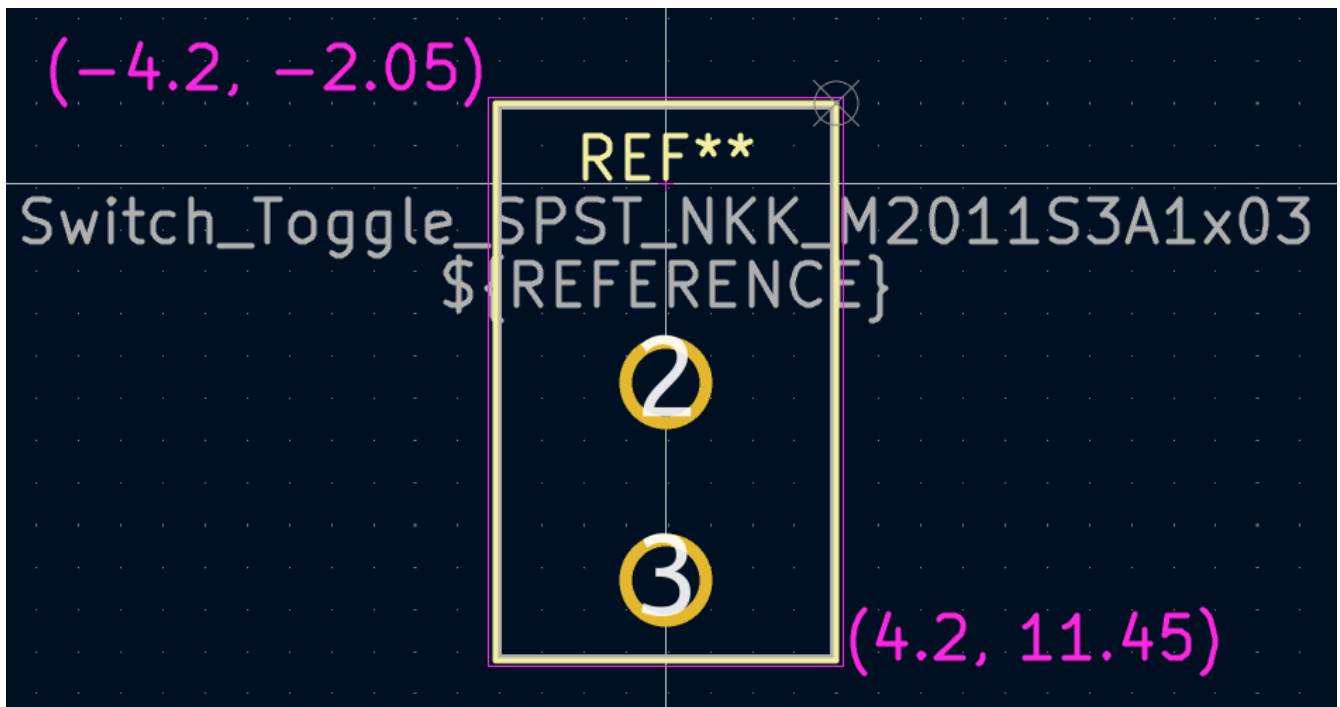 (-4.2, -2.05)
REF**
Switch_Toggle_SPST_NKK_M2011S3A1x03
${REFERENCE}
2
3
(4.2, 11.45)